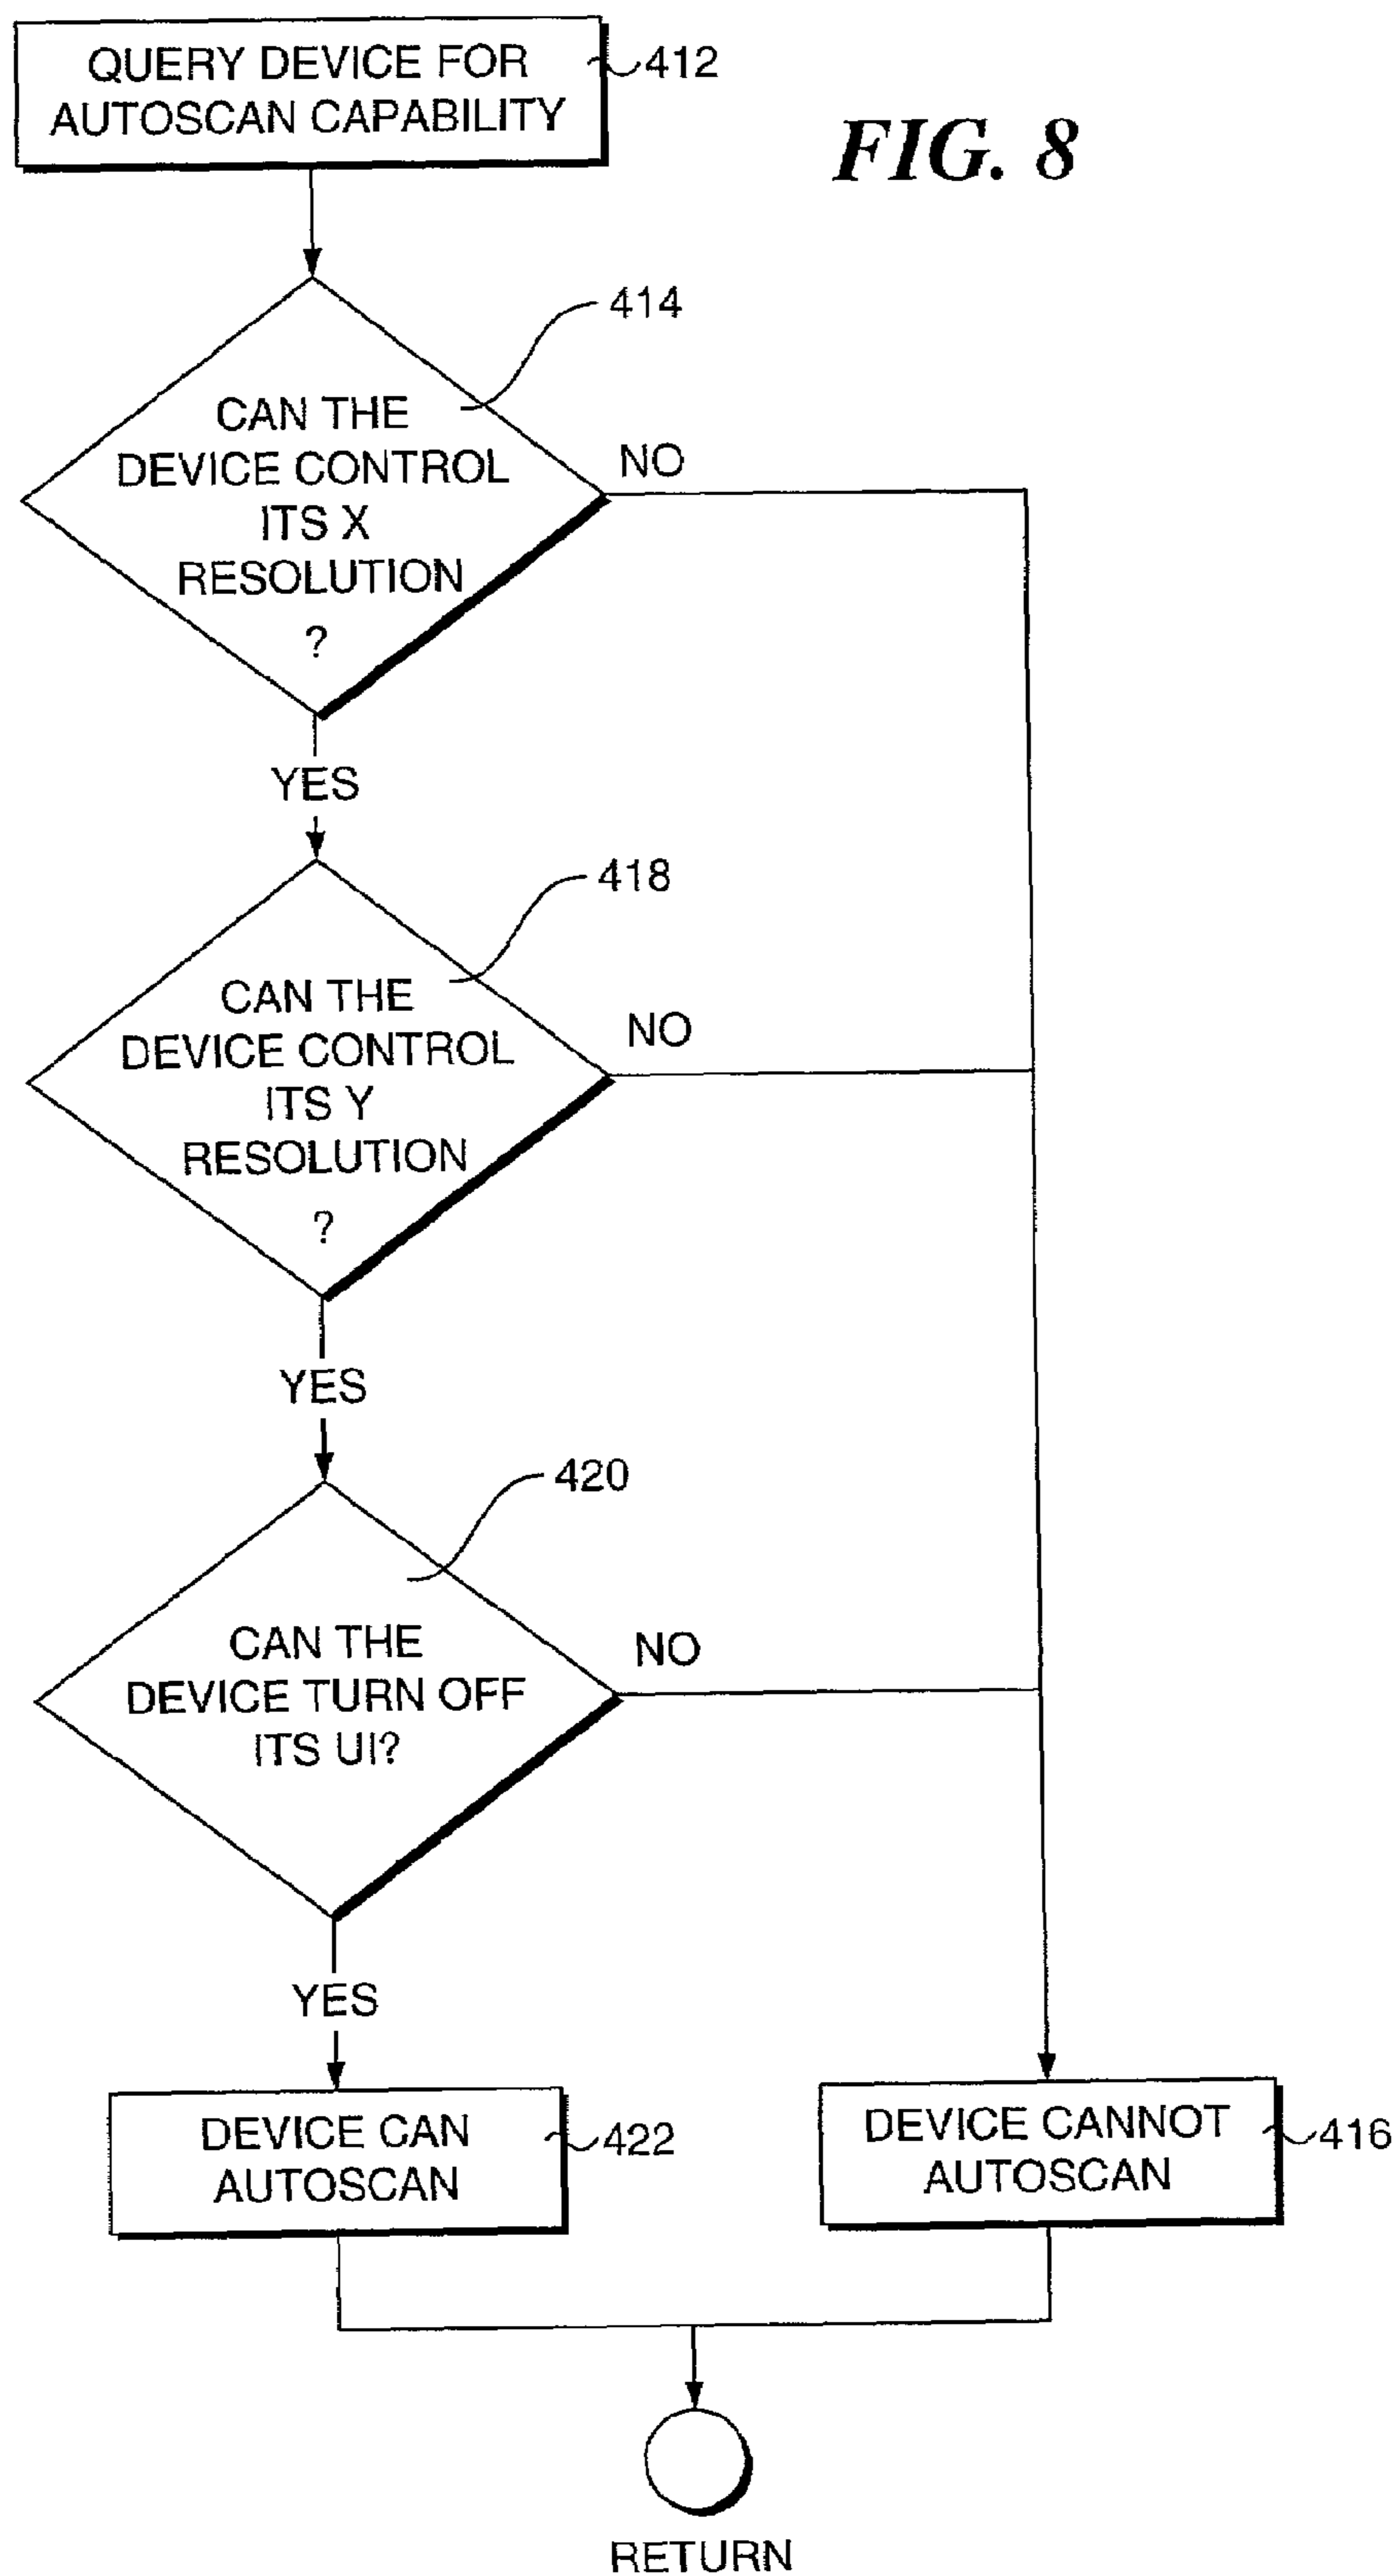 QUERY DEVICE FOR
AUTOSCAN CAPABILITY
412
FIG. 8
414
CAN THE
DEVICE CONTROL
ITS X
RESOLUTION
?
NO
YES
418
CAN THE
DEVICE CONTROL
ITS Y
RESOLUTION
?
NO
YES
420
CAN THE
DEVICE TURN OFF
ITS UI?
NO
YES
DEVICE CAN
AUTOSCAN
422
DEVICE CANNOT
AUTOSCAN
416
RETURN